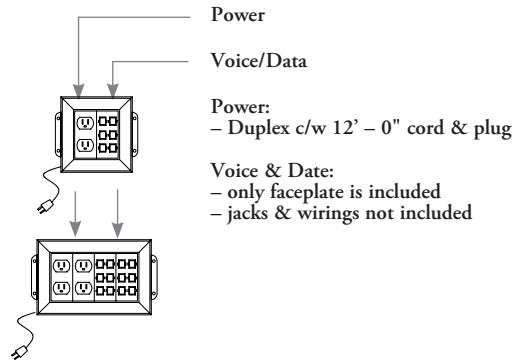 Power
Voice/Data
Power:
– Duplex c/w 12’ – 0" cord & plug
Voice & Date:
– only faceplate is included
– jacks & wirings not included